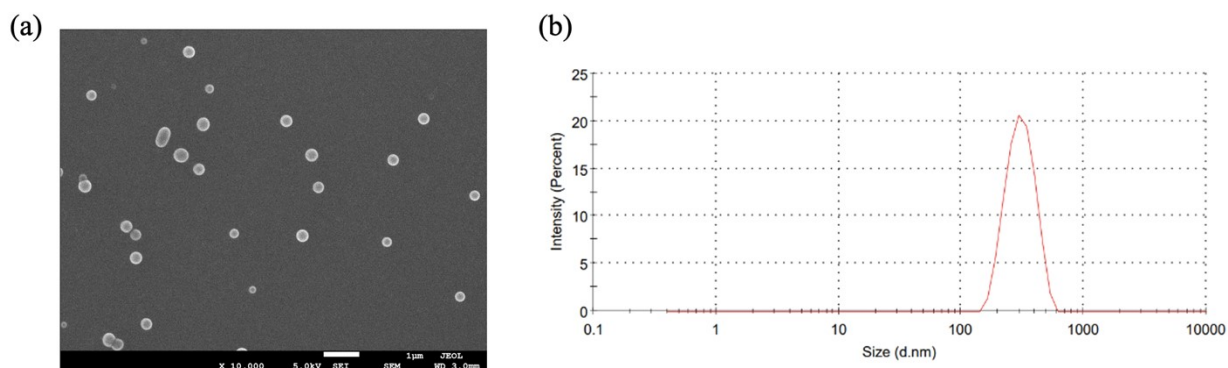 (a)
1μm JEOL
X 10,000 5.0kV SEI SEM WD 3.0mm
(b)
Intensity (Percent)
25
20
15
10
5
0
0.1 1 10 100 1000 10000
Size (d.nm)